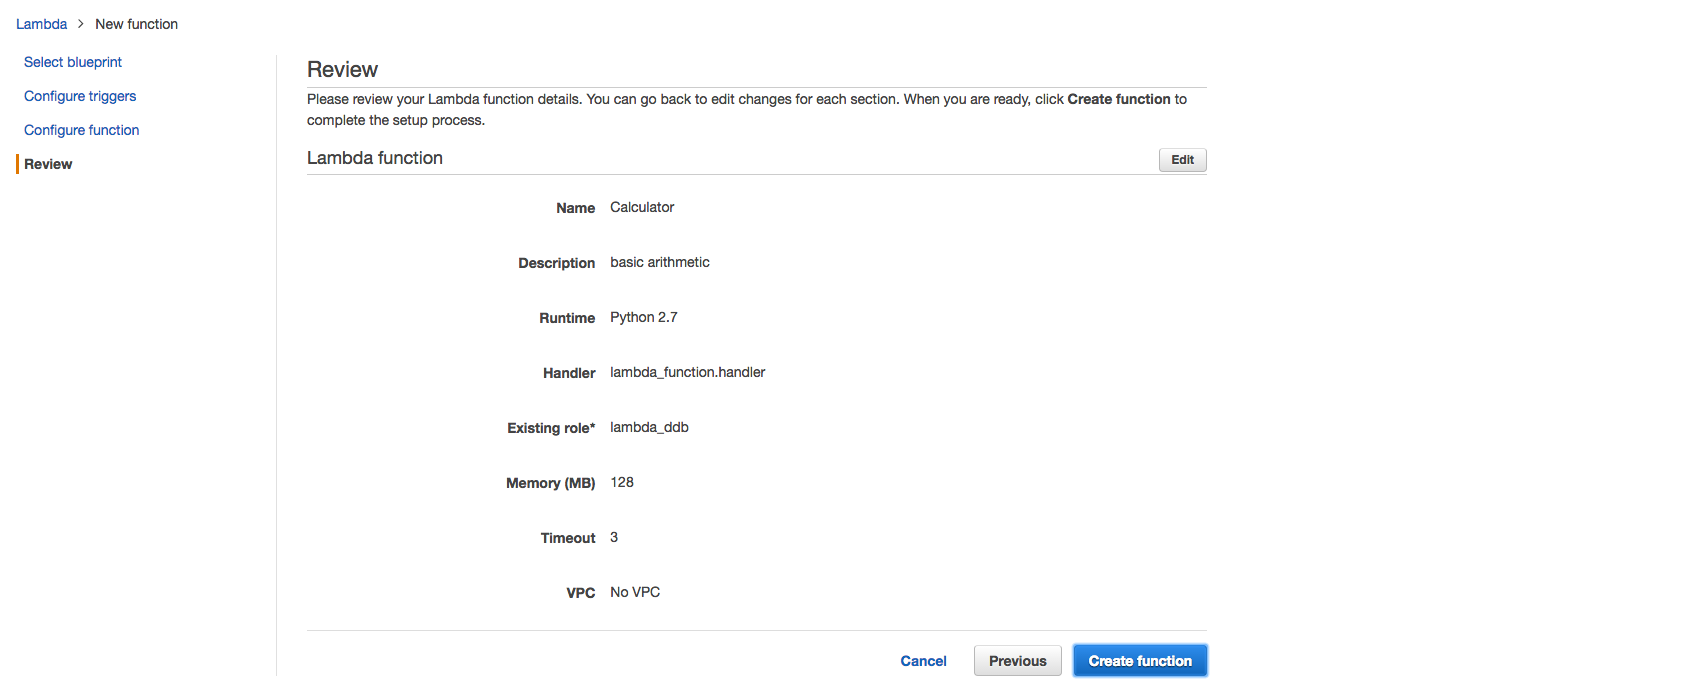 Lambda > New function
Select blueprint
Configure triggers
Configure function
Review
Review
Please review your Lambda function details. You can go back to edit changes for each section. When you are ready, click Create function to
complete the setup process.
Lambda function
Edit
Name Calculator
Description basic arithmetic
Runtime Python 2.7
Handler lambda_function.handler
Existing role* lambda_ddb
Memory (MB) 128
Timeout 3
VPC No VPC
Cancel Previous Create function